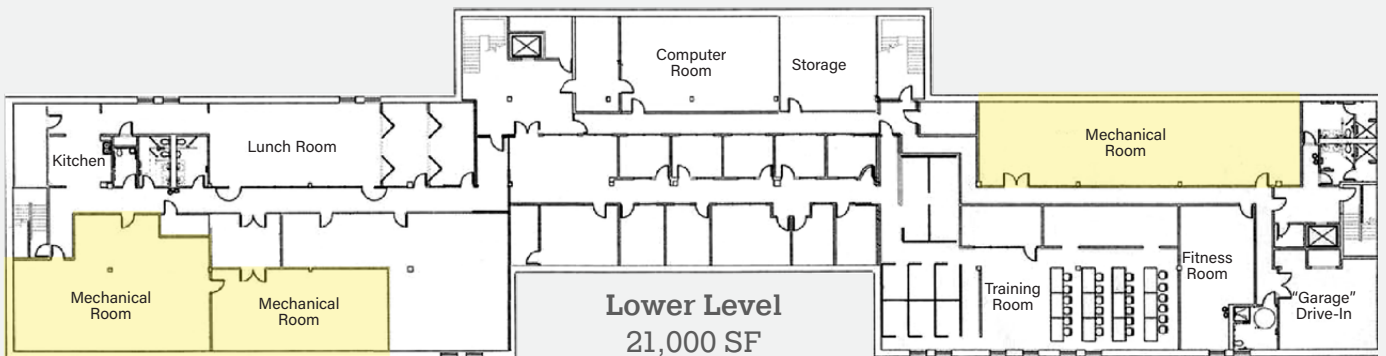 Computer
Room
Storage
Kitchen
Lunch Room
Mechanical
Room
Mechanical
Room
Mechanical
Room
Training
Room
Fitness
Room
"Garage"
Drive-In
Lower Level
21,000 SF